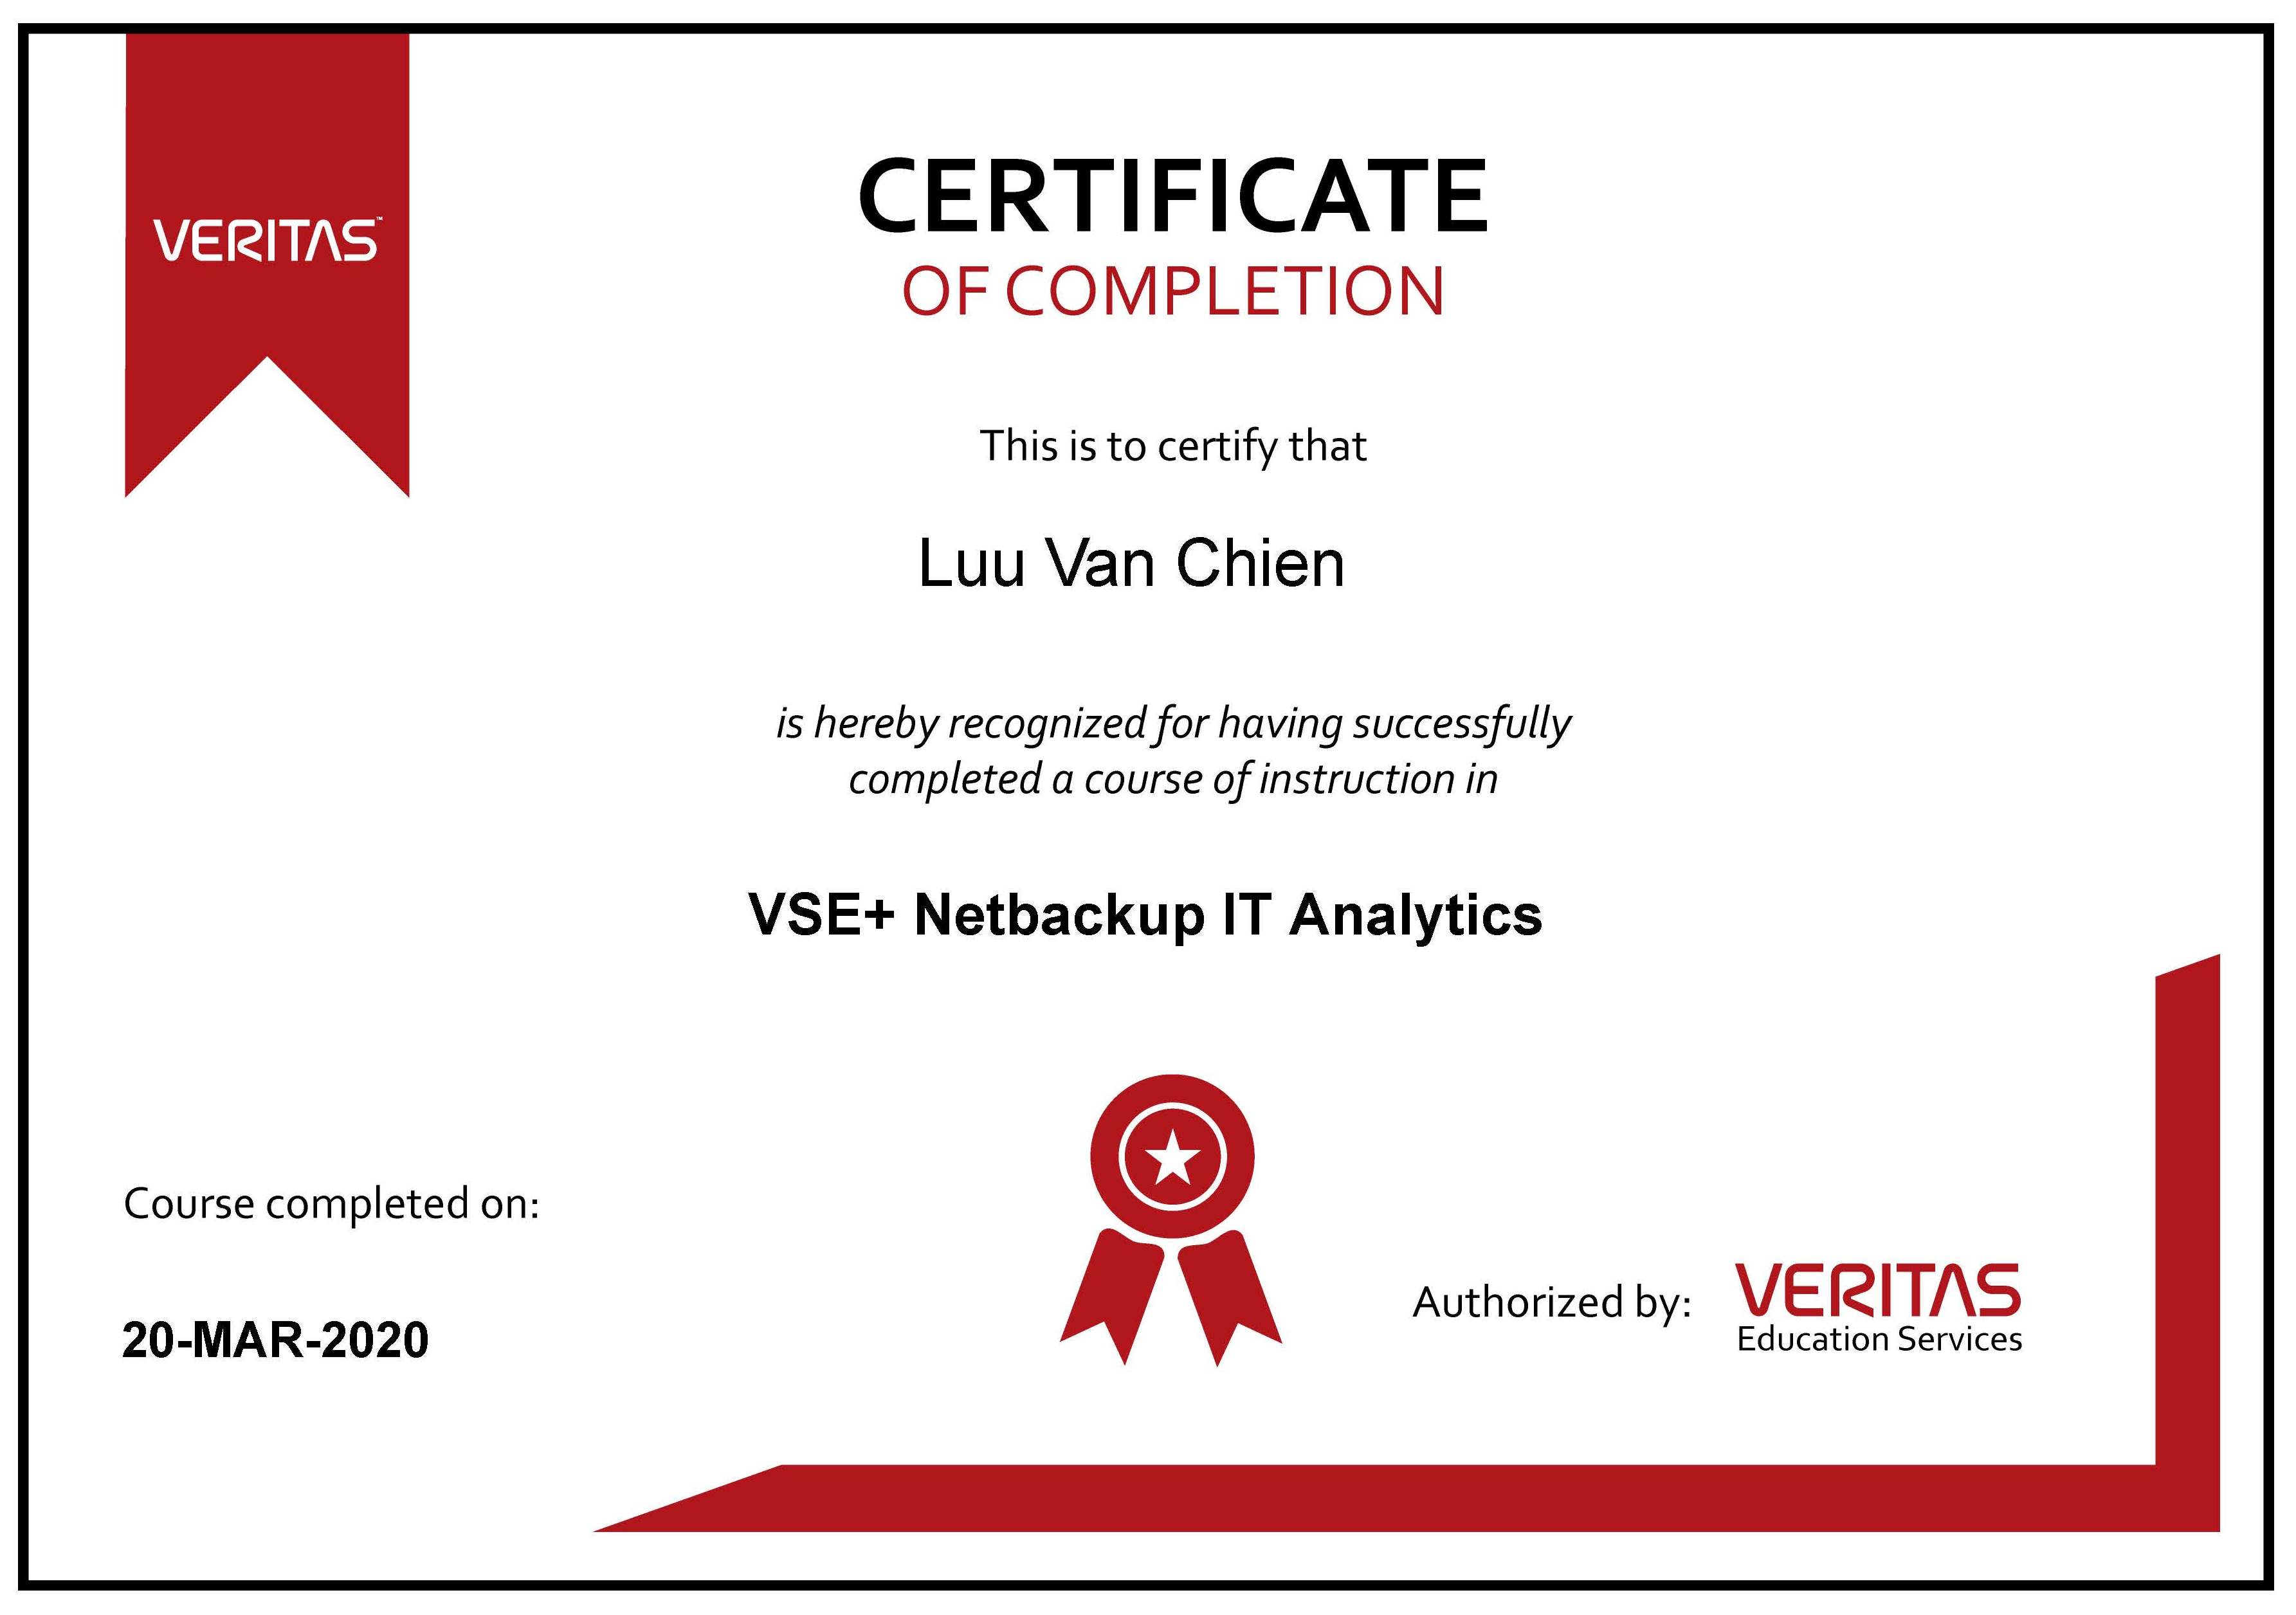 VERITAS™
CERTIFICATE
OF COMPLETION
This is to certify that
Luu Van Chien
is hereby recognized for having successfully
completed a course of instruction in
VSE+ Netbackup IT Analytics
Course completed on:
20-MAR-2020
Authorized by:
VERITAS
Education Services